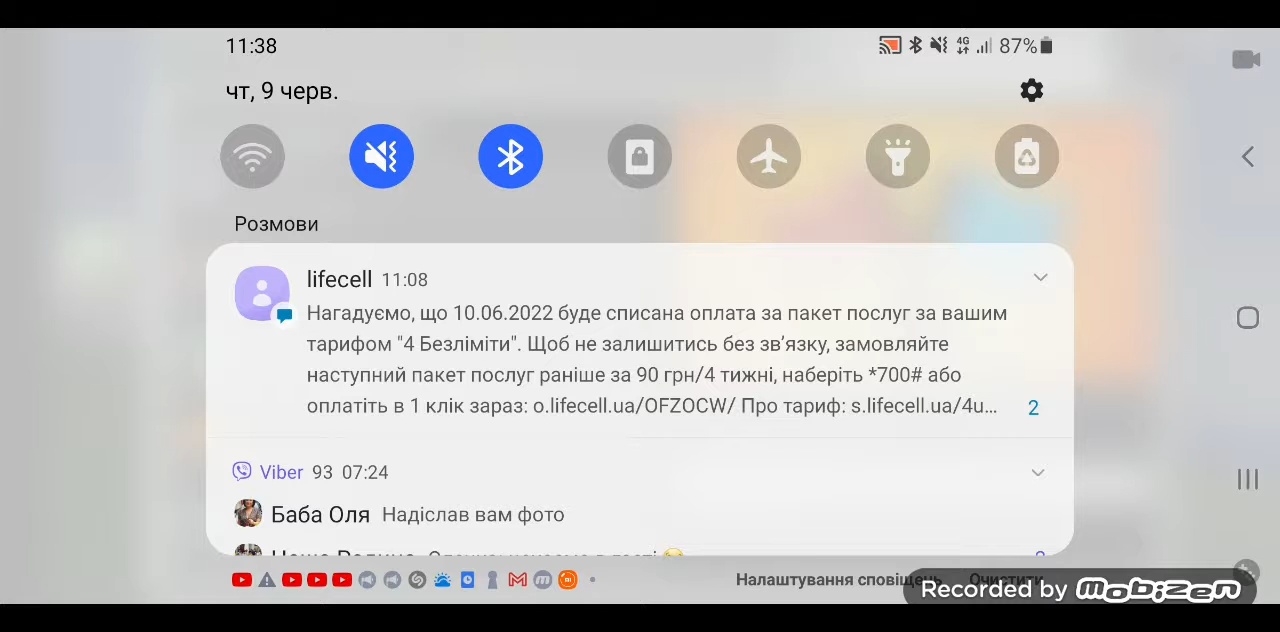 11:38
4G 87%
чт, 9 черв.
Розмови
lifecell 11:08
Нагадуємо, що 10.06.2022 буде списана оплата за пакет послуг за вашим
тарифом "4 Безліміти". Щоб не залишитись без зв’язку, замовляйте
наступний пакет послуг раніше за 90 грн/4 тижні, наберіть *700# або
оплатіть в 1 клік зараз: o.lifecell.ua/OFZOCW/ Про тариф: s.lifecell.ua/4u...
2
Viber 93 07:24
Баба Оля Надіслав вам фото
Налаштування сповіщень Очистити
Recorded by mobizen